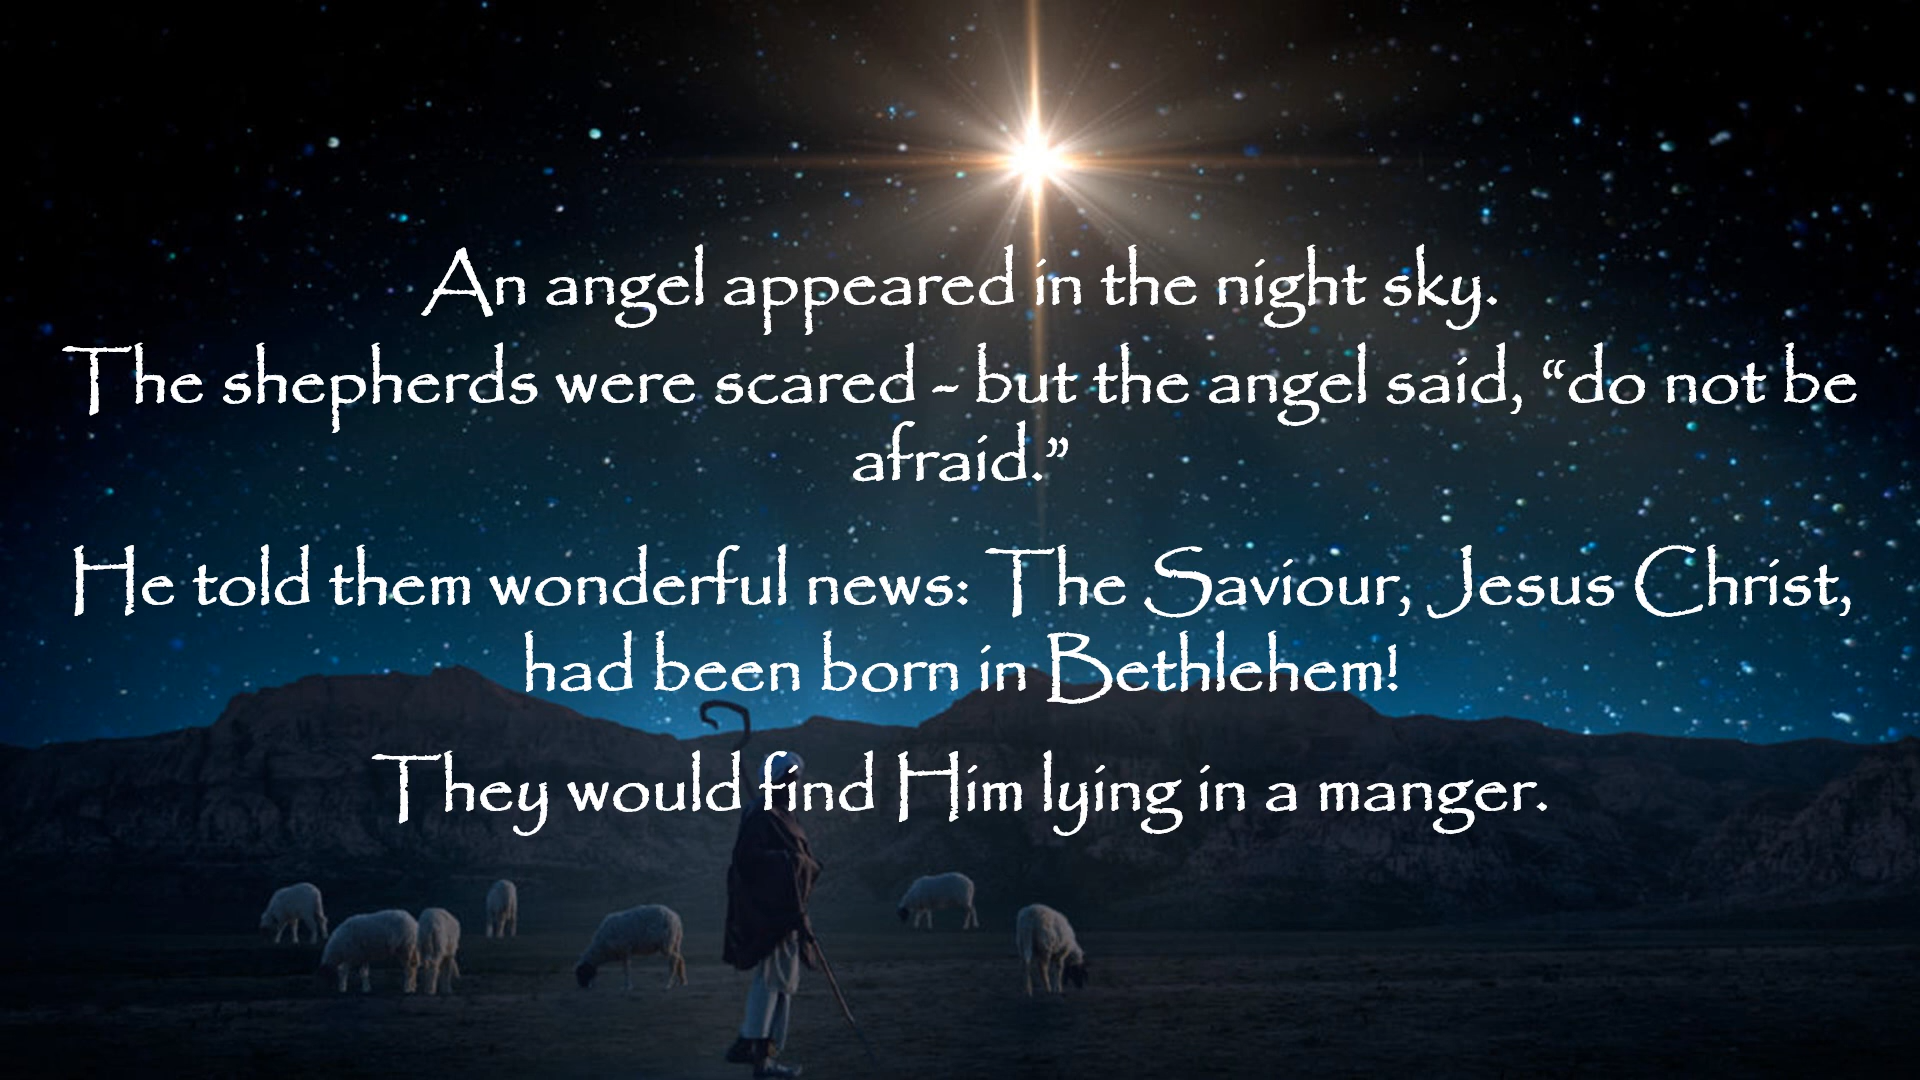 An angel appeared in the night sky.
The shepherds were scared - but the angel said, “do not be
afraid.”
He told them wonderful news: The Saviour, Jesus Christ,
had been born in Bethlehem!
They would find Him lying in a manger.